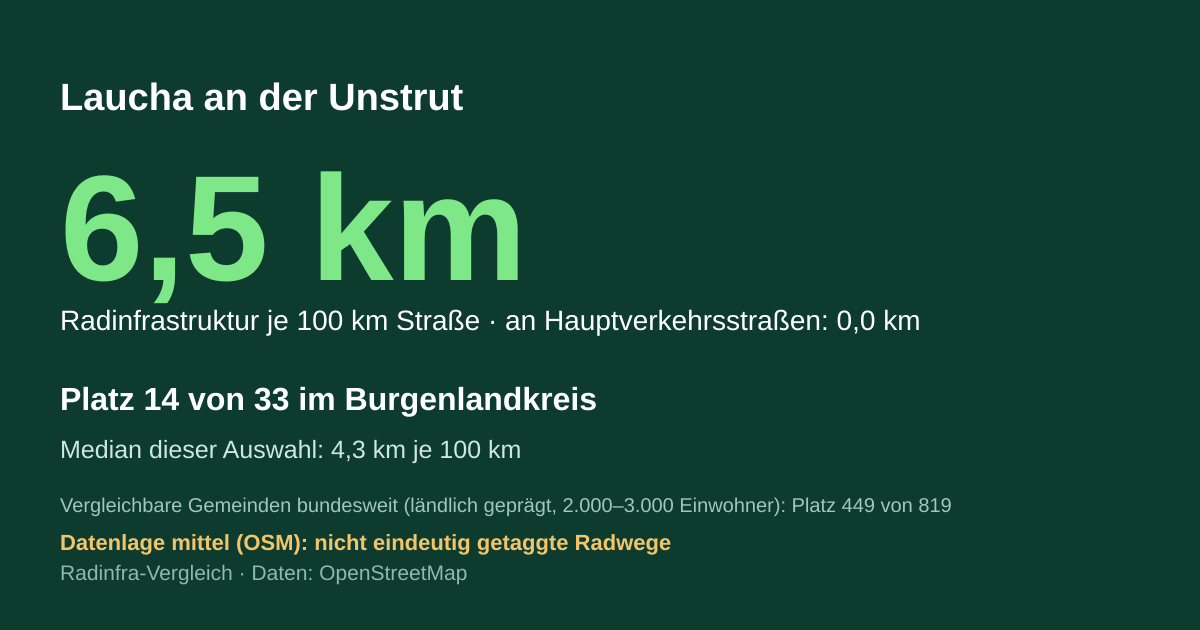 Laucha an der Unstrut
6,5 km
Radinfrastruktur je 100 km Straße · an Hauptverkehrsstraßen: 0,0 km
Platz 14 von 33 im Burgenlandkreis
Median dieser Auswahl: 4,3 km je 100 km
Vergleichbare Gemeinden bundesweit (ländlich geprägt, 2.000–3.000 Einwohner): Platz 449 von 819
Datenlage mittel (OSM): nicht eindeutig getaggte Radwege
Radinfra-Vergleich · Daten: OpenStreetMap